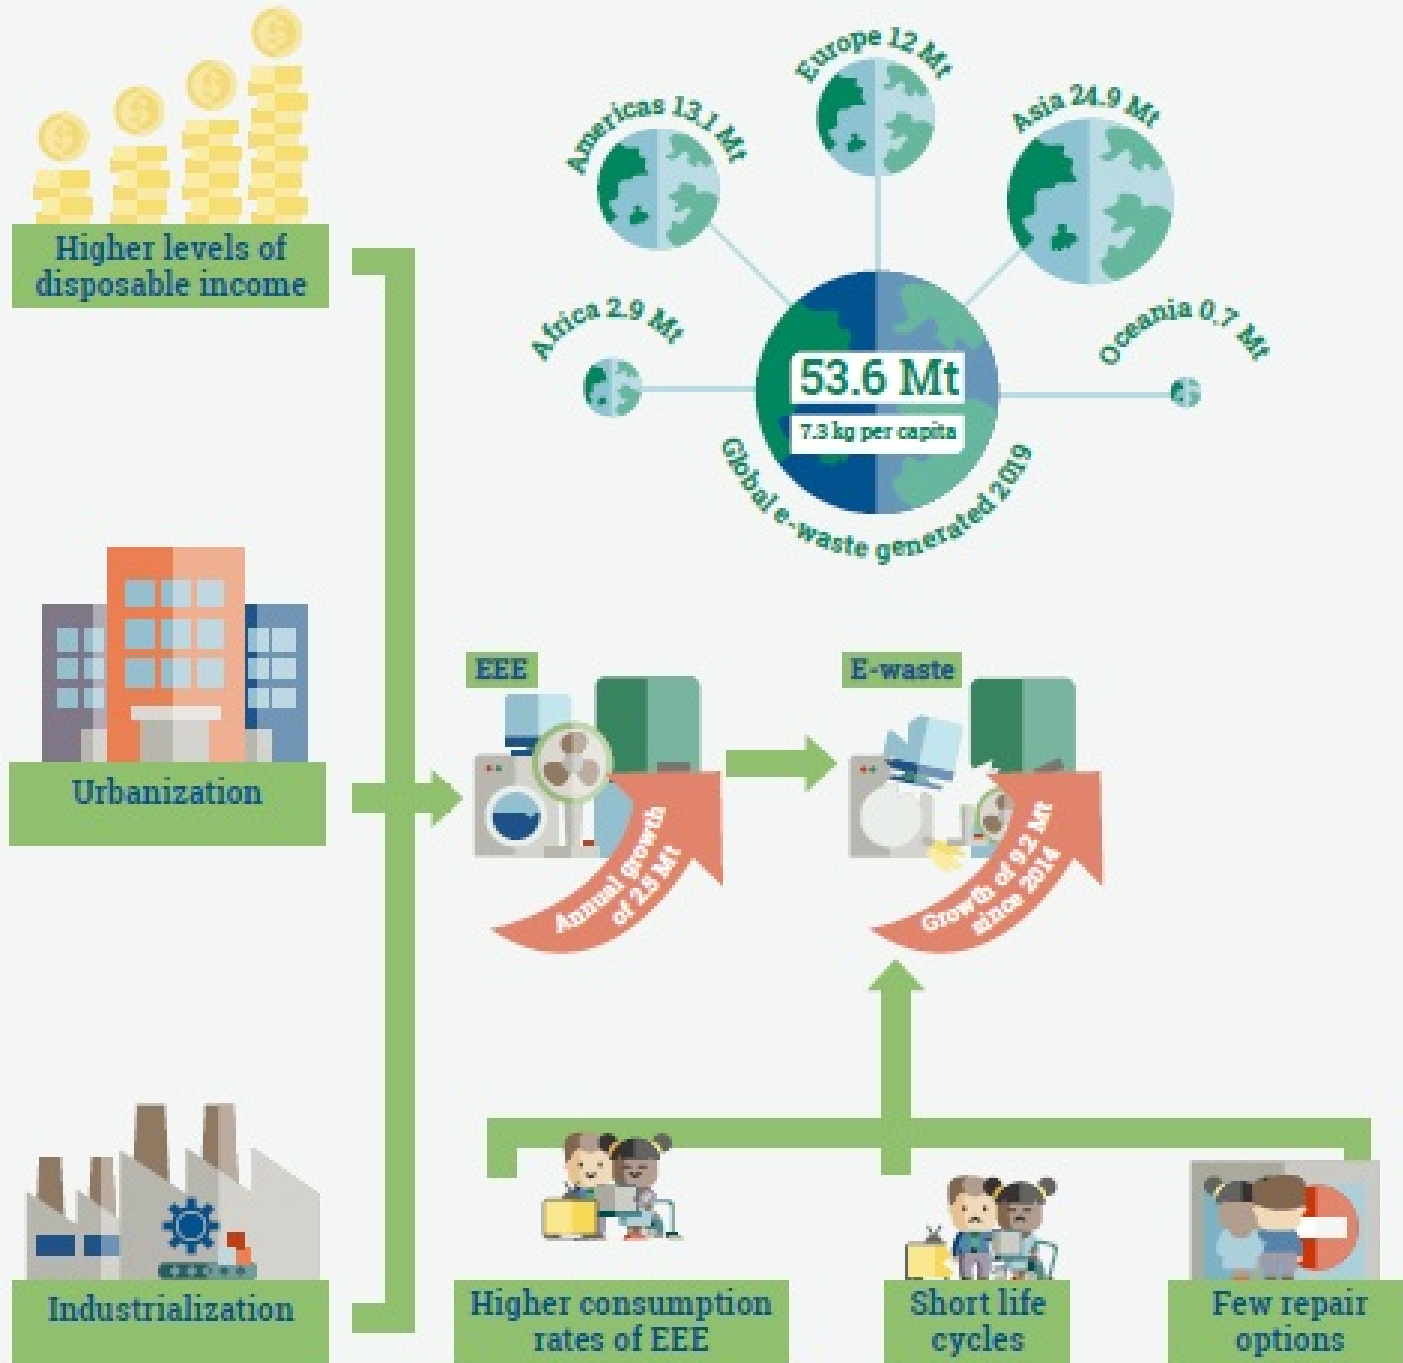 Europe 12 Mt
Americas 13.1 Mt
Asia 24.9 Mt
Higher levels of
disposable income
Africa 2.9 Mt
Oceania 0.7 Mt
53.6 Mt
7.3 kg per capita
Global e-waste generated 2019
Urbanization
EEE
E-waste
Annual growth
of 2.5 Mt
Growth of 9.2 Mt
since 2014
Industrialization
Higher consumption
rates of EEE
Short life
cycles
Few repair
options